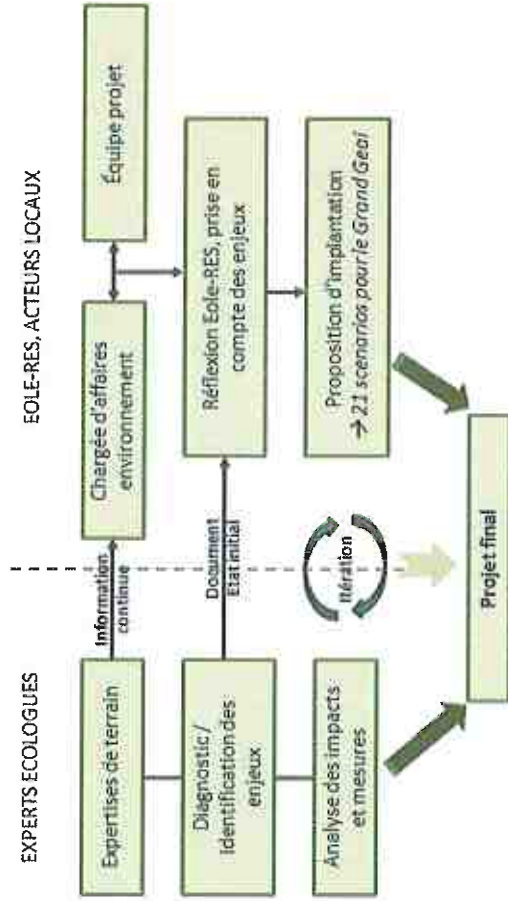 EXPERTS ECOLOGUES
EOLE-RES, ACTEURS LOCAUX
Expertises de terrain
Information
continue
Chargée d'affaires
environnement
Équipe projet
Diagnostic /
Identification des
enjeux
Document
Etat initial
Réflexion Eole-RES, prise en
compte des enjeux
Analyse des impacts
et mesures
Itération
Proposition d'implantation
→ 21 scenarios pour le Grand Geai
Projet final